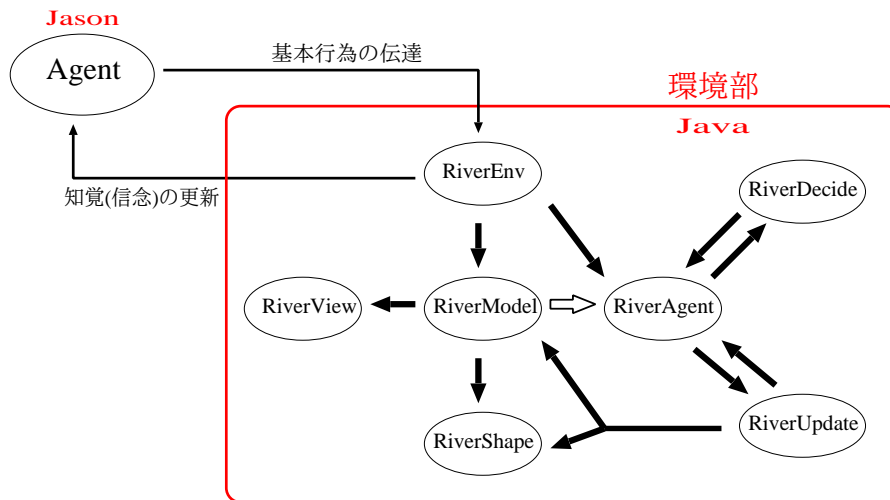 Jason
Agent
基本行為の伝達
環境部
Java
RiverEnv
知覚(信念)の更新
RiverDecide
RiverView
RiverModel
RiverAgent
RiverShape
RiverUpdate